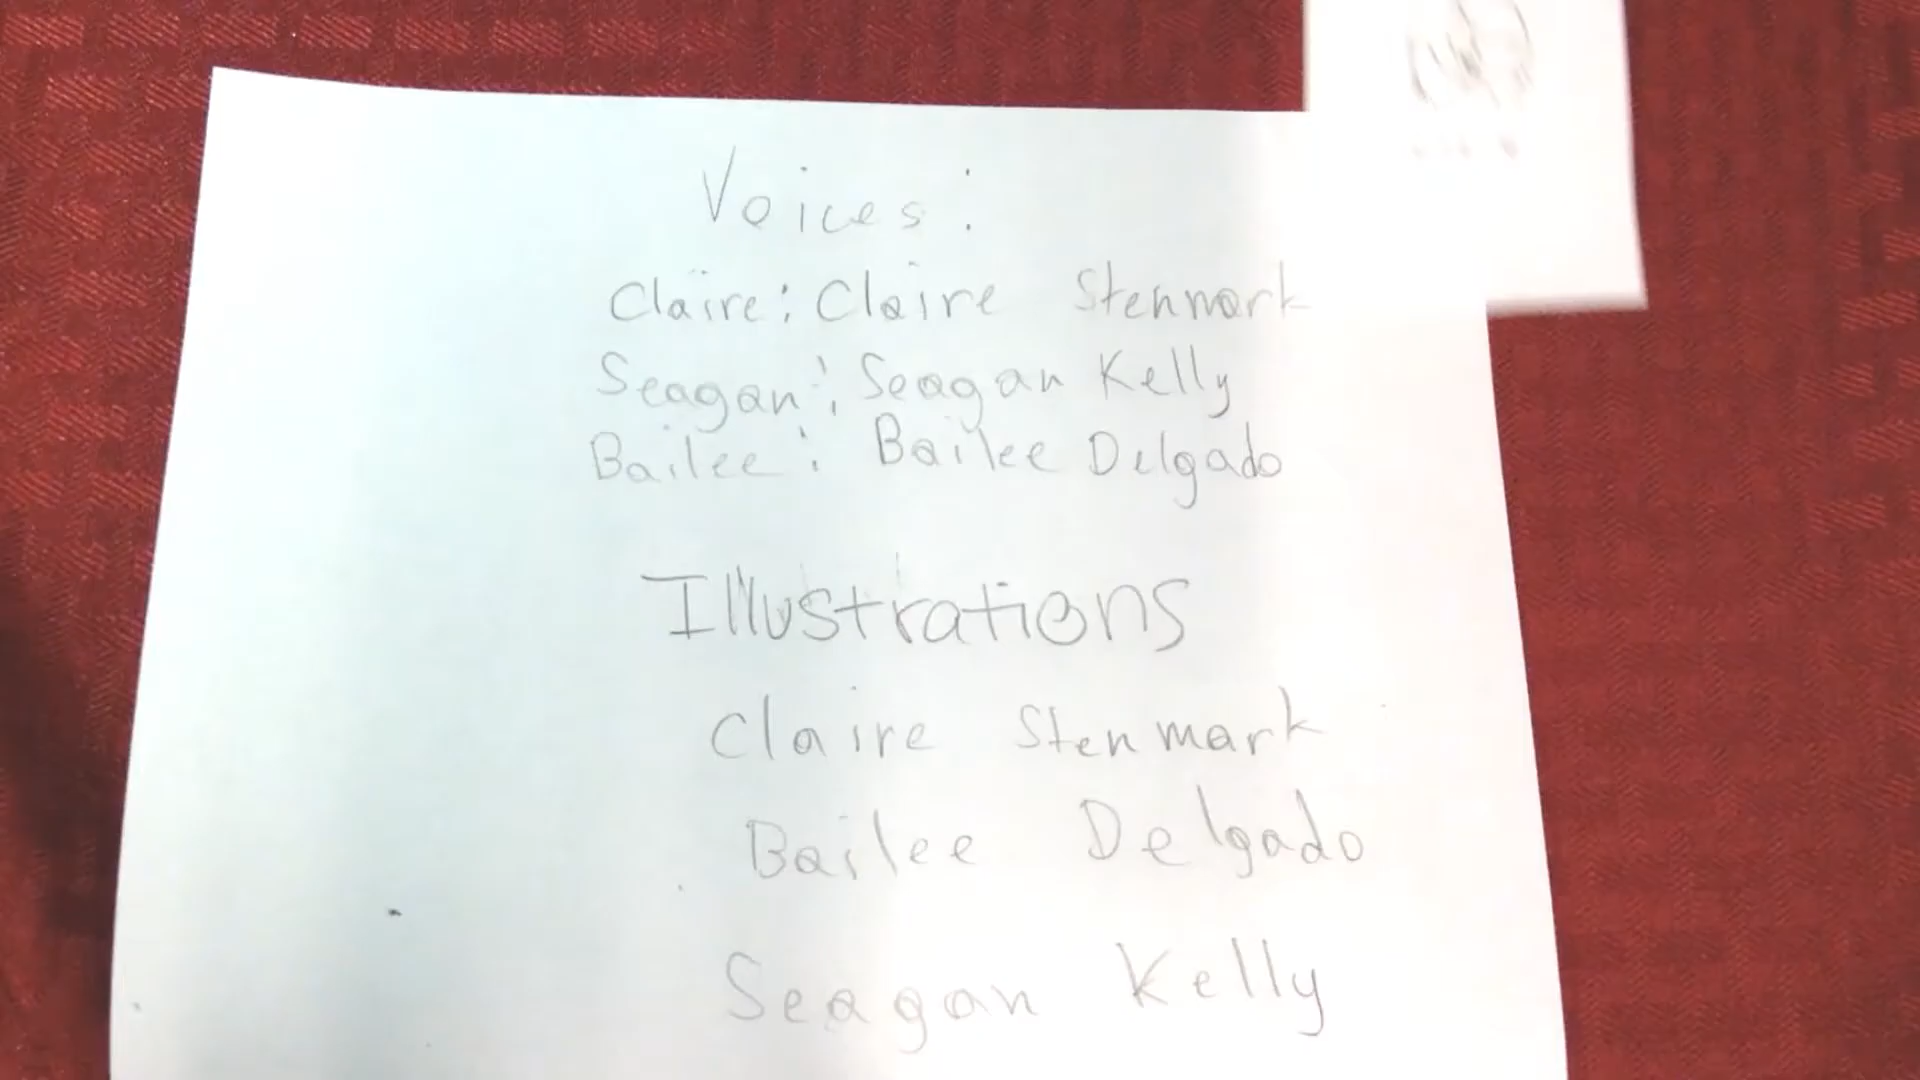 Voices:
Claire: Claire Stenmark
Seagan: Seagan Kelly
Bailee: Bailee Delgado
Illustrations
Claire Stenmark
Bailee Delgado
Seagan Kelly